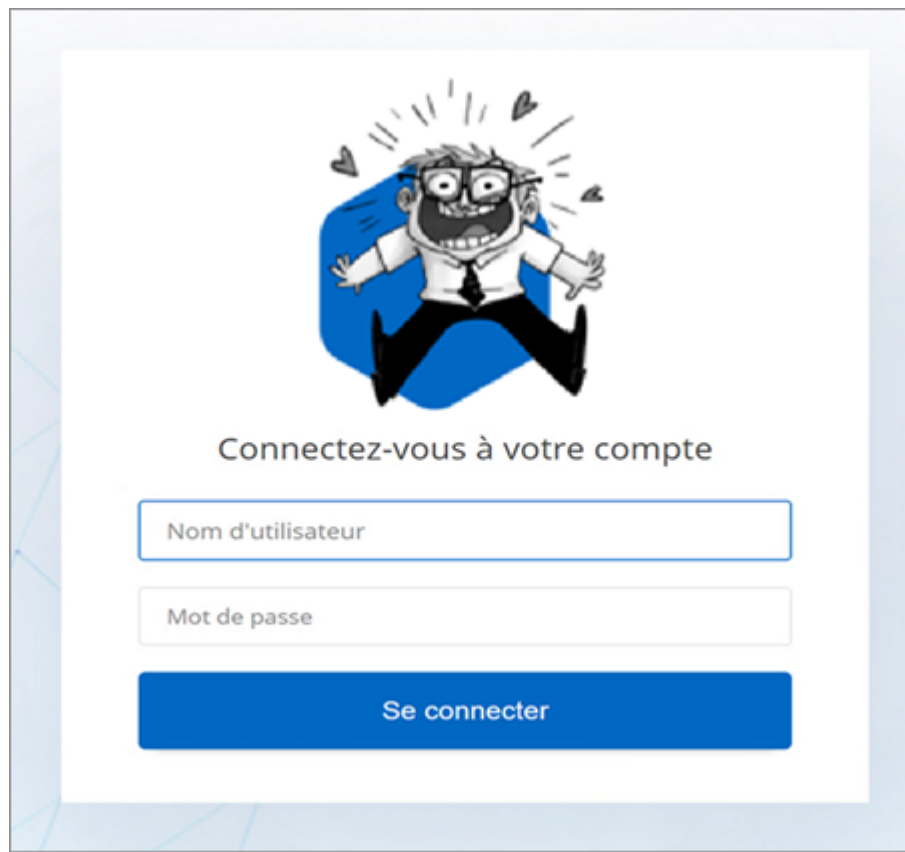 Connectez-vous à votre compte
Nom d'utilisateur
Mot de passe
Se connecter